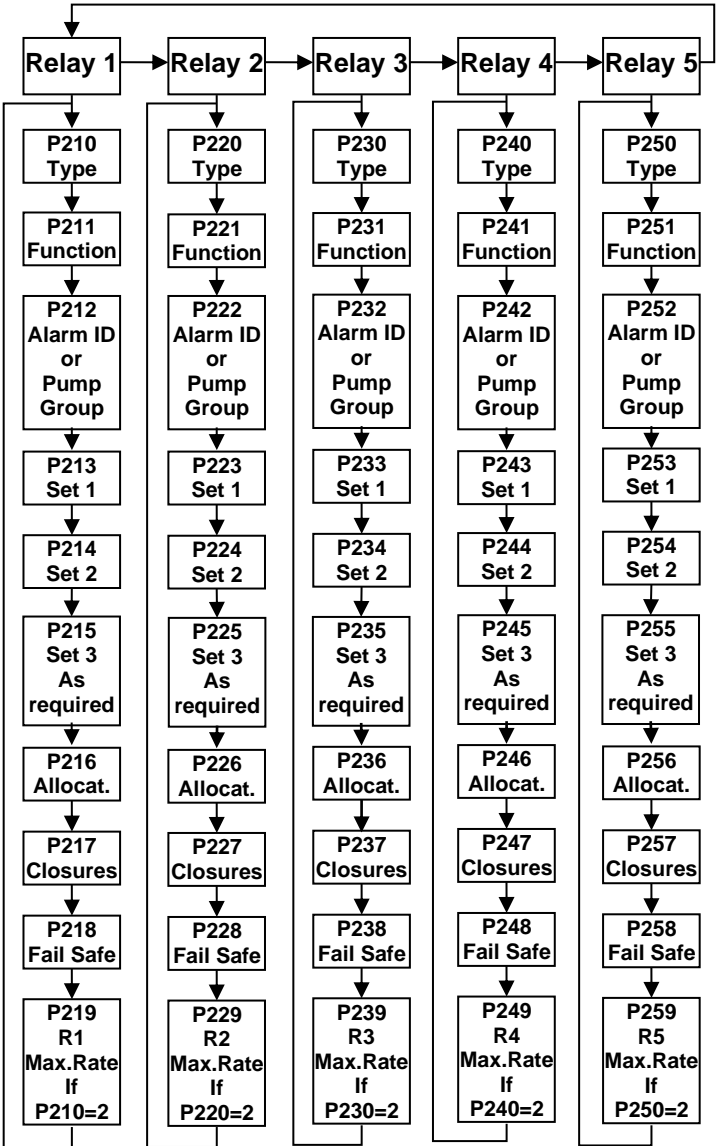 Relay 1
Relay 2
Relay 3
Relay 4
Relay 5
P210
Type
P211
Function
P212
Alarm ID
or
Pump
Group
P213
Set 1
P214
Set 2
P215
Set 3
As
required
P216
Allocat.
P217
Closures
P218
Fail Safe
P219
R1
Max.Rate
If
P210=2
P220
Type
P221
Function
P222
Alarm ID
or
Pump
Group
P223
Set 1
P224
Set 2
P225
Set 3
As
required
P226
Allocat.
P227
Closures
P228
Fail Safe
P229
R2
Max.Rate
If
P220=2
P230
Type
P231
Function
P232
Alarm ID
or
Pump
Group
P233
Set 1
P234
Set 2
P235
Set 3
As
required
P236
Allocat.
P237
Closures
P238
Fail Safe
P239
R3
Max.Rate
If
P230=2
P240
Type
P241
Function
P242
Alarm ID
or
Pump
Group
P243
Set 1
P244
Set 2
P245
Set 3
As
required
P246
Allocat.
P247
Closures
P248
Fail Safe
P249
R4
Max.Rate
If
P240=2
P250
Type
P251
Function
P252
Alarm ID
or
Pump
Group
P253
Set 1
P254
Set 2
P255
Set 3
As
required
P256
Allocat.
P257
Closures
P258
Fail Safe
P259
R5
Max.Rate
If
P250=2